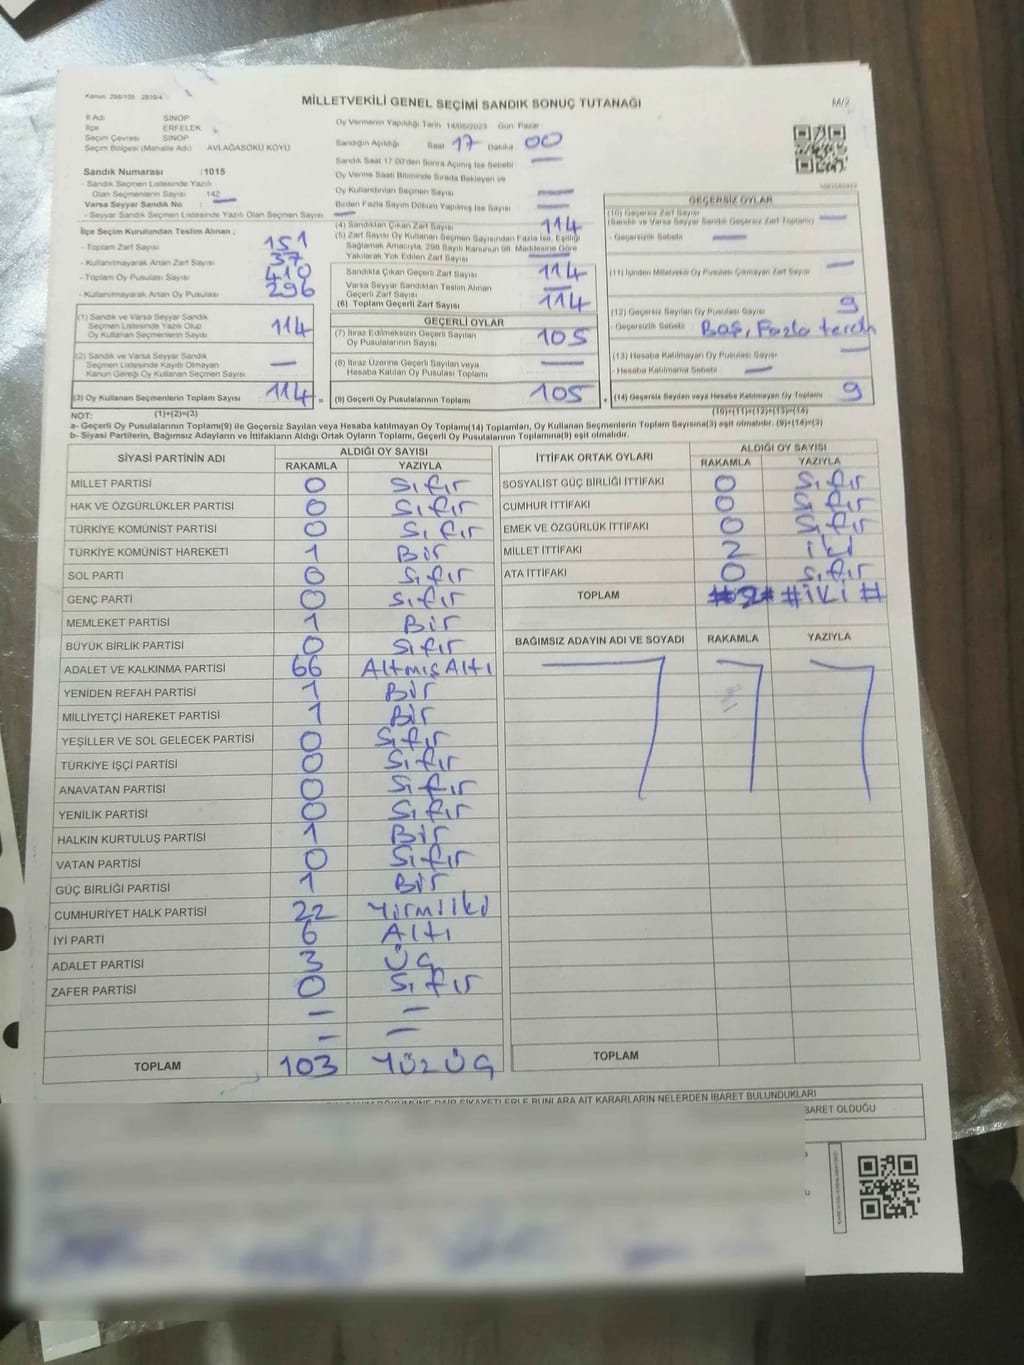 Kanun: 298/105 2839/4
MİLLETVEKİLİ GENEL SEÇİMİ SANDIK SONUÇ TUTANAĞI
M/2
İl Adı SİNOP
İlçe ERFELEK
Seçim Çevresi SİNOP
Seçim Bölgesi (Mahalle Adı) AVLAĞASÖKÜ KÖYÜ
Sandık Numarası :1015
- Sandık Seçmen Listesinde Yazılı
Olan Seçmenlerin Sayısı 142
Varsa Seyyar Sandık No :
- Seyyar Sandık Seçmen Listesinde Yazılı Olan Seçmen Sayısı
Oy Vermenin Yapıldığı Tarih 14/05/2023 Gün: Pazar
Sandığın Açıldığı Saat 17 Dakika 00
Sandık Saat 17:00'den Sonra Açılmış İse Sebebi
Oy Verme Saati Bitiminde Sırada Bekleyen ve
Oy Kullandırılan Seçmen Sayısı
Birden Fazla Sayım Döküm Yapılmış İse Sayısı
İlçe Seçim Kurulundan Teslim Alınan ;
- Toplam Zarf Sayısı 151
- Kullanılmayarak Artan Zarf Sayısı 37
- Toplam Oy Pusulası Sayısı 410
- Kullanılmayarak Artan Oy Pusulası 296
(1) Sandık ve Varsa Seyyar Sandık
Seçmen Listesinde Yazılı Olup
Oy Kullanan Seçmenlerin Sayısı 114
(2) Sandık ve Varsa Seyyar Sandık
Seçmen Listesinde Kayıtlı Olmayan
Kanun Gereği Oy Kullanan Seçmen Sayısı —
(3) Oy Kullanan Seçmenlerin Toplam Sayısı 114 =
(4) Sandıktan Çıkan Zarf Sayısı 114
(5) Zarf Sayısı Oy Kullanan Seçmen Sayısından Fazla İse, Eşitliği
Sağlamak Amacıyla, 298 Sayılı Kanunun 98. Maddesine Göre
Yakılarak Yok Edilen Zarf Sayısı
Sandıkta Çıkan Geçerli Zarf Sayısı 114
Varsa Seyyar Sandıktan Teslim Alınan
Geçerli Zarf Sayısı —
(6) Toplam Geçerli Zarf Sayısı 114
GEÇERLİ OYLAR
(7) İtiraz Edilmeksizin Geçerli Sayılan
Oy Pusulalarının Sayısı 105
(8) İtiraz Üzerine Geçerli Sayılan veya
Hesaba Katılan Oy Pusulası Toplamı —
(9) Geçerli Oy Pusulalarının Toplamı 105 +
GEÇERSİZ OYLAR
(10) Geçersiz Zarf Sayısı
(Sandık ve Varsa Seyyar Sandık Geçersiz Zarf Toplamı) —
- Geçersizlik Sebebi: —
(11) İçinden Milletvekili Oy Pusulası Çıkmayan Zarf Sayısı —
(12) Geçersiz Sayılan Oy Pusulası Sayısı 9
- Geçersizlik Sebebi : Boş, Fazla tercih
(13) Hesaba Katılmayan Oy Pusulası Sayısı —
- Hesaba Katılmama Sebebi —
(14) Geçersiz Sayılan veya Hesaba Katılmayan Oy Toplamı 9
NOT: (1)+(2)=(3)
(10)+(11)+(12)+(13)=(14)
a- Geçerli Oy Pusulalarının Toplamı(9) ile Geçersiz Sayılan veya Hesaba Katılmayan Oy Toplamı(14) Toplamları, Oy Kullanan Seçmenlerin Toplam Sayısına(3) eşit olmalıdır. (9)+(14)=(3)
b- Siyasi Partilerin, Bağımsız Adayların ve İttifakların Aldığı Ortak Oyların Toplamı, Geçerli Oy Pusulalarının Toplamına(9) eşit olmalıdır.
SİYASİ PARTİNİN ADI ALDIĞI OY SAYISI
RAKAMLA YAZIYLA
MİLLET PARTİSİ 0 Sıfır
HAK VE ÖZGÜRLÜKLER PARTİSİ 0 Sıfır
TÜRKİYE KOMÜNİST PARTİSİ 0 Sıfır
TÜRKİYE KOMÜNİST HAREKETİ 1 Bir
SOL PARTİ 0 Sıfır
GENÇ PARTİ 0 Sıfır
MEMLEKET PARTİSİ 1 Bir
BÜYÜK BİRLİK PARTİSİ 0 Sıfır
ADALET VE KALKINMA PARTİSİ 66 Altmış Altı
YENİDEN REFAH PARTİSİ 1 Bir
MİLLİYETÇİ HAREKET PARTİSİ 1 Bir
YEŞİLLER VE SOL GELECEK PARTİSİ 0 Sıfır
TÜRKİYE İŞÇİ PARTİSİ 0 Sıfır
ANAVATAN PARTİSİ 0 Sıfır
YENİLİK PARTİSİ 0 Sıfır
HALKIN KURTULUŞ PARTİSİ 1 Bir
VATAN PARTİSİ 0 Sıfır
GÜÇ BİRLİĞİ PARTİSİ 1 Bir
CUMHURİYET HALK PARTİSİ 22 Yirmiiki
İYİ PARTİ 6 Altı
ADALET PARTİSİ 3 Üç
ZAFER PARTİSİ 0 Sıfır
— —
— —
TOPLAM 103 YÜZ ÜÇ
İTTİFAK ORTAK OYLARI ALDIĞI OY SAYISI
RAKAMLA YAZIYLA
SOSYALİST GÜÇ BİRLİĞİ İTTİFAKI 0 Sıfır
CUMHUR İTTİFAKI 0 Sıfır
EMEK VE ÖZGÜRLÜK İTTİFAKI 0 Sıfır
MİLLET İTTİFAKI 2 iki
ATA İTTİFAKI 0 Sıfır
TOPLAM #2# #İKİ#
BAĞIMSIZ ADAYIN ADI VE SOYADI RAKAMLA YAZIYLA
TOPLAM
DÖKÜMÜNE DAİR ŞİKAYETLERLE BUNLARA AİT KARARLARIN NELERDEN İBARET BULUNDUKLARI
BARET OLDUĞU